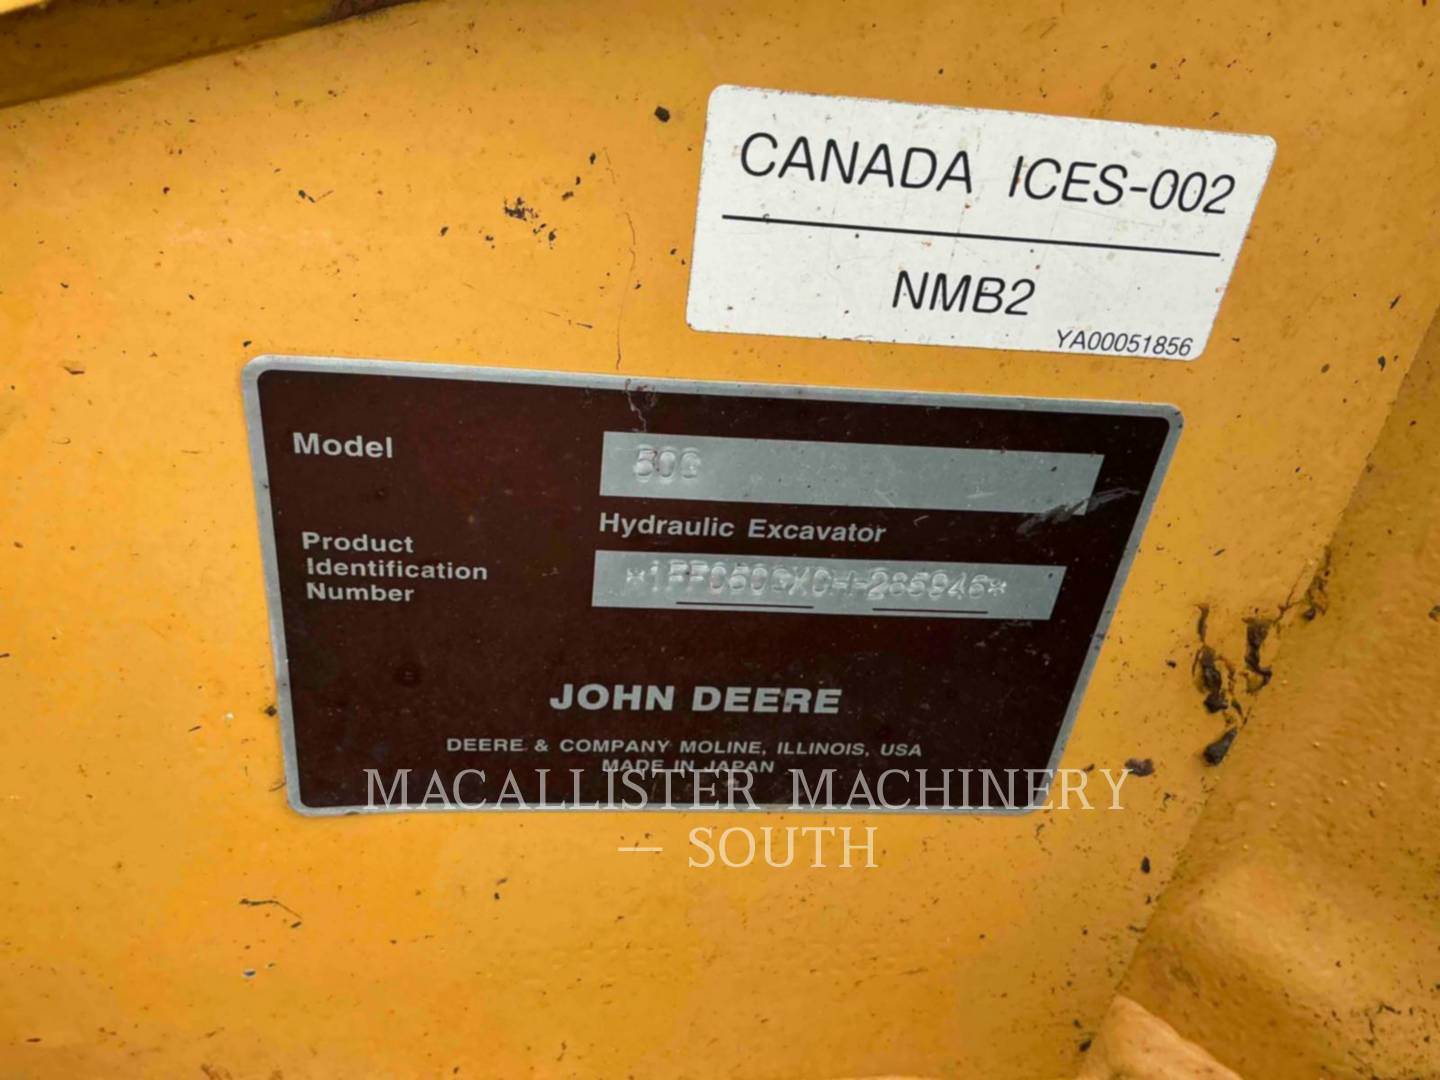 CANADA ICES-002
NMB2
YA00051856
Model
50G
Hydraulic Excavator
Product
Identification
Number
JOHN DEERE
DEERE & COMPANY MOLINE, ILLINOIS, USA
MADE IN JAPAN
MACALLISTER MACHINERY
— SOUTH